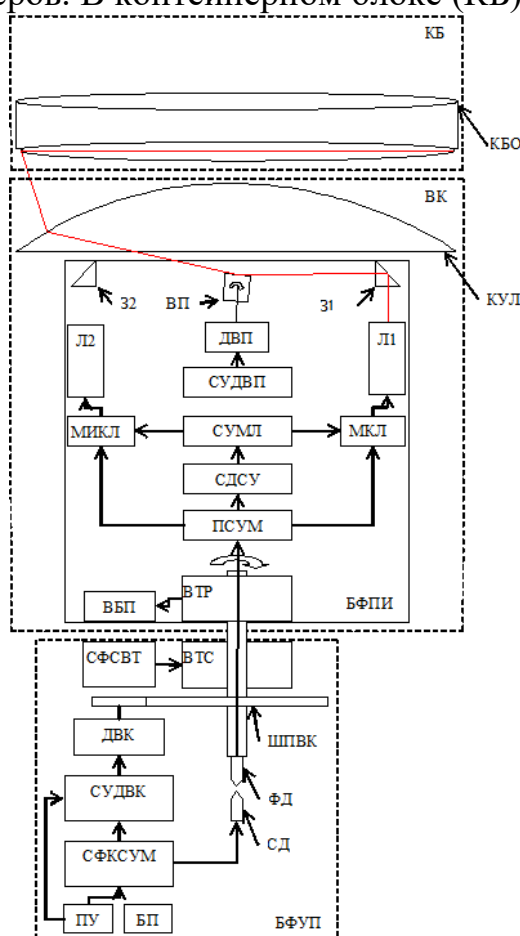 еров. В контейнерном блоке (КБ)
КБ
КБО
ВК
КУЛ
З2
ВП
З1
Л2
ДВП
Л1
СУДВП
МИКЛ
СУМЛ
МКЛ
СДСУ
ПСУМ
ВБП
ВТР
БФПИ
СФСВТ
ВТС
ДВК
ШПВК
СУДВК
ФД
СД
СФКСУМ
ПУ
БП
БФУП